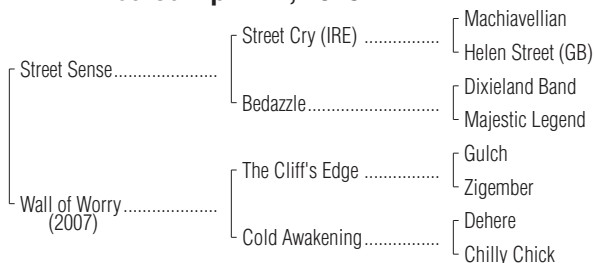 Street Sense....................
Wall of Worry..................
(2007)
Street Cry (IRE) ...............
Bedazzle..........................
The Cliff's Edge ...............
Cold Awakening...............
Machiavellian
Helen Street (GB)
Dixieland Band
Majestic Legend
Gulch
Zigember
Dehere
Chilly Chick